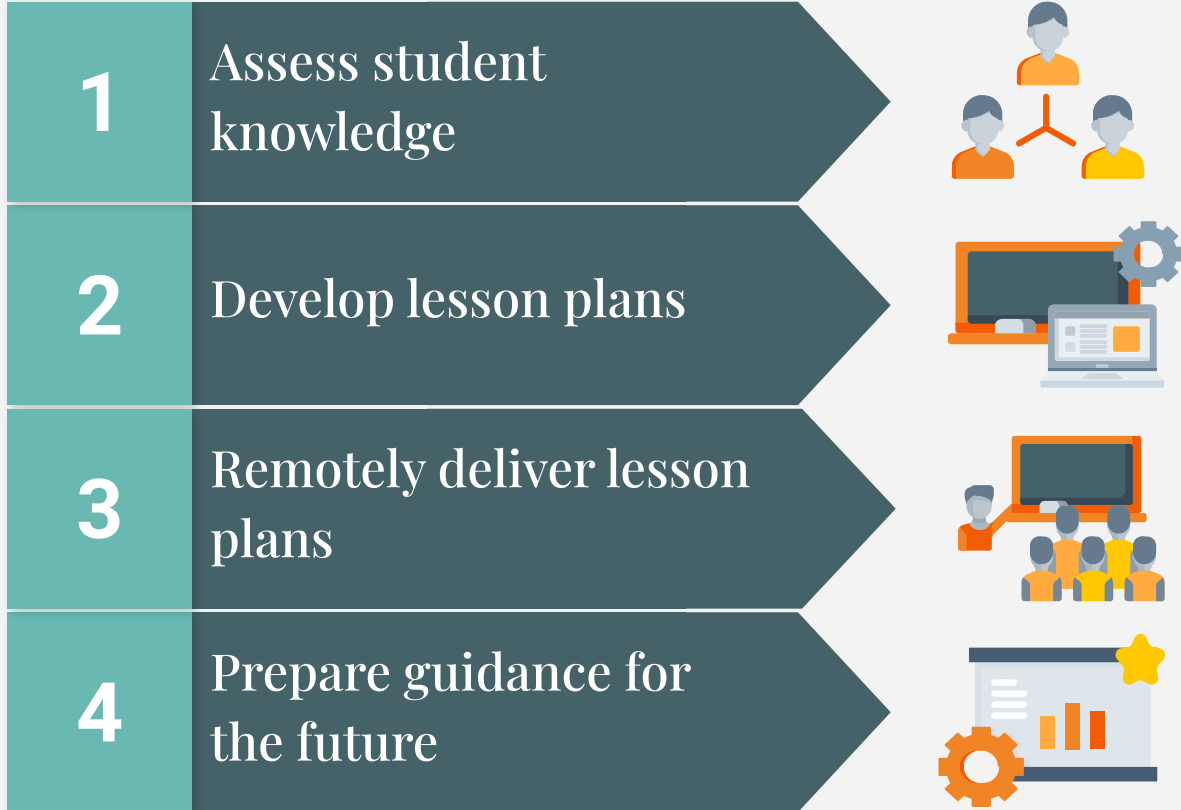 1
Assess student
knowledge
2
Develop lesson plans
3
Remotely deliver lesson
plans
4
Prepare guidance for
the future